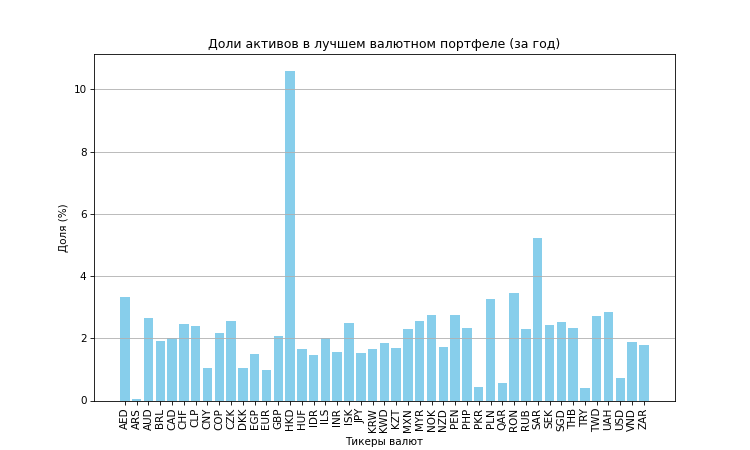 Доли активов в лучшем валютном портфеле (за год)
Доля (%)
10
8
6
4
2
0
AED
ARS
AUD
BRL
CAD
CHF
CLP
CNY
COP
CZK
DKK
EGP
EUR
GBP
HKD
HUF
IDR
ILS
INR
ISK
JPY
KRW
KWD
KZT
MXN
MYR
NOK
NZD
PEN
PHP
PKR
PLN
QAR
RON
RUB
SAR
SEK
SGD
THB
TRY
TWD
UAH
USD
VND
ZAR
Тикеры валют